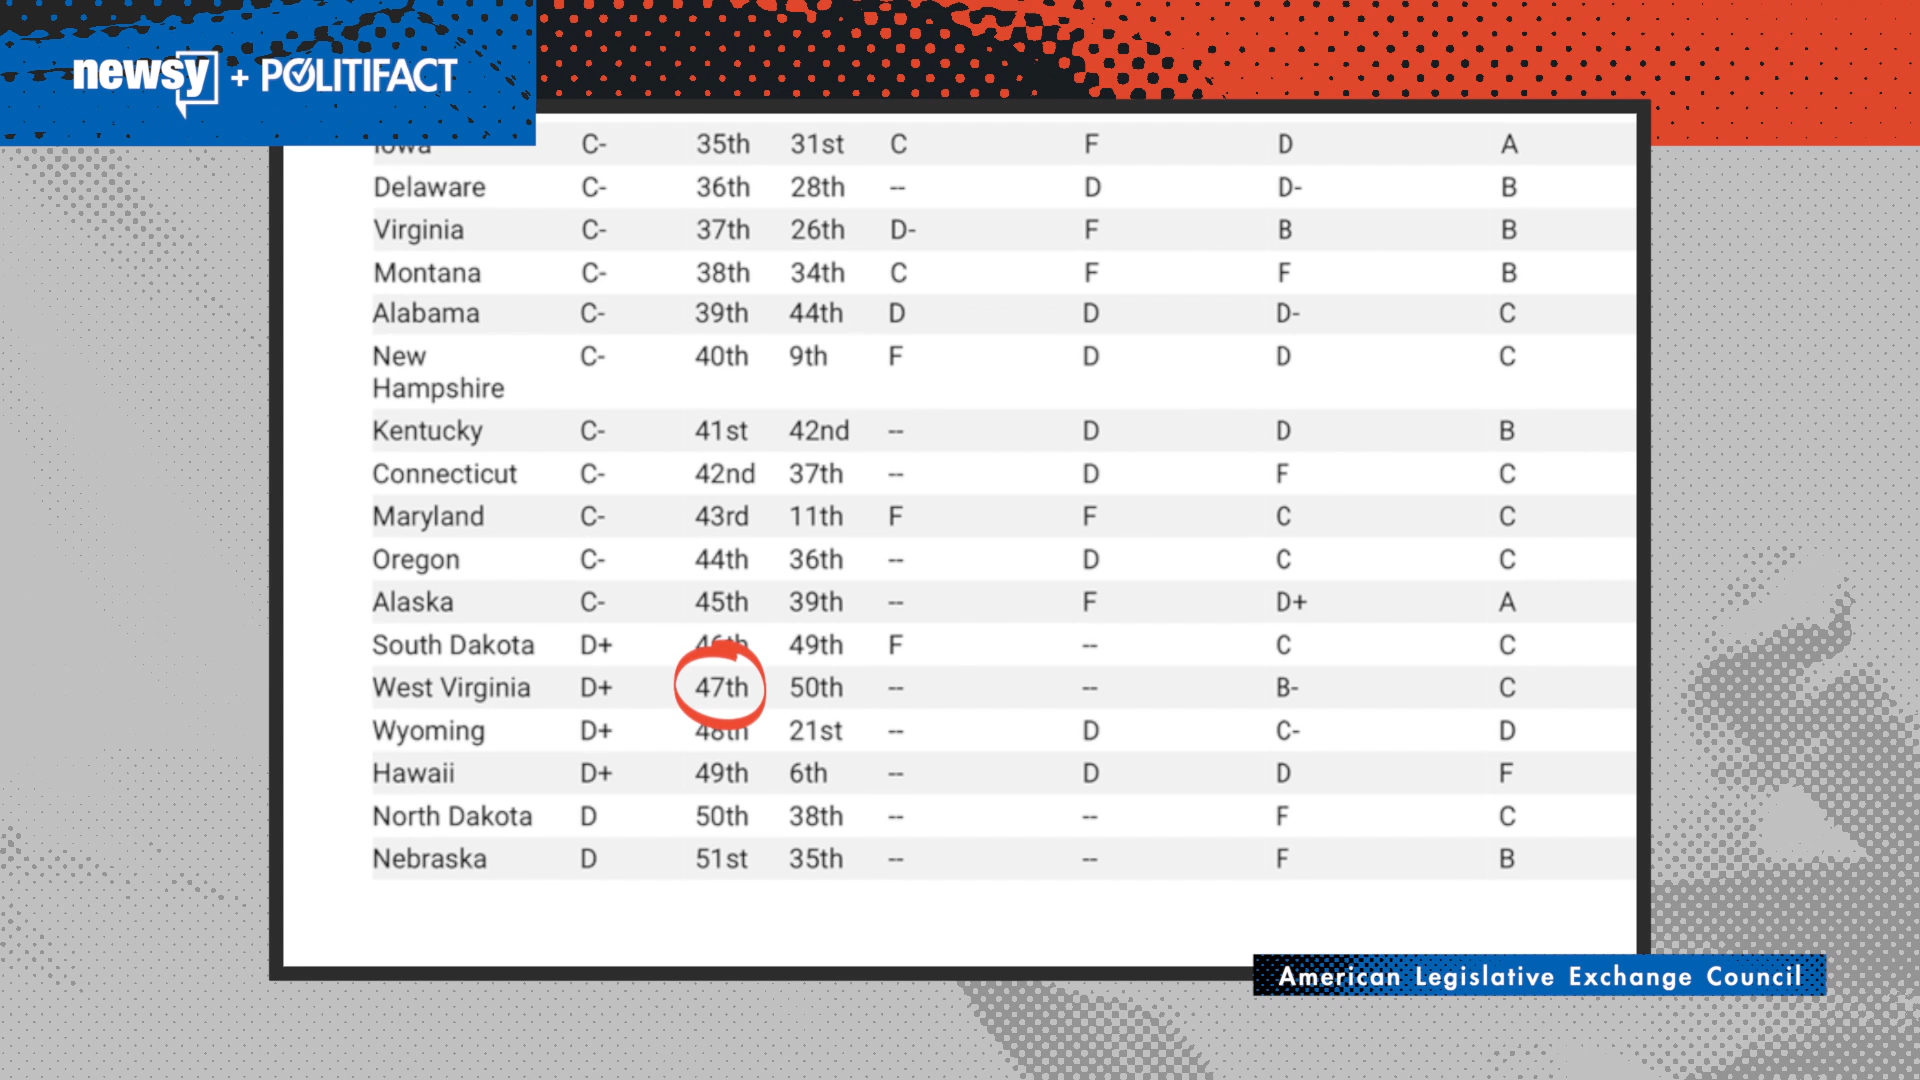 newsy + POLITIFACT
Iowa C- 35th 31st C F D A
Delaware C- 36th 28th -- D D- B
Virginia C- 37th 26th D- F B B
Montana C- 38th 34th C F F B
Alabama C- 39th 44th D D D- C
New C- 40th 9th F D D C
Hampshire
Kentucky C- 41st 42nd -- D D B
Connecticut C- 42nd 37th -- D F C
Maryland C- 43rd 11th F F C C
Oregon C- 44th 36th -- D C C
Alaska C- 45th 39th -- F D+ A
South Dakota D+ 46th 49th F -- C C
West Virginia D+ 47th 50th -- -- B- C
Wyoming D+ 48th 21st -- D C- D
Hawaii D+ 49th 6th -- D D F
North Dakota D 50th 38th -- -- F C
Nebraska D 51st 35th -- -- F B
American Legislative Exchange Council